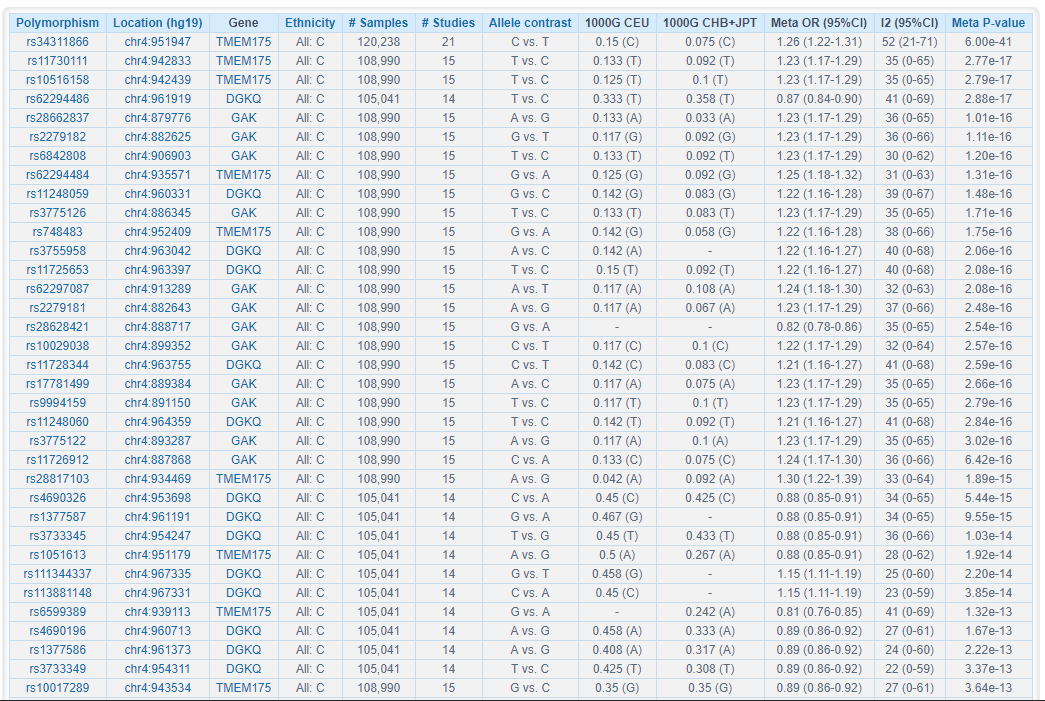 Polymorphism Location (hg19) Gene Ethnicity # Samples # Studies Allele contrast 1000G CEU 1000G CHB+JPT Meta OR (95%CI) I2 (95%CI) Meta P-value
rs34311866 chr4:951947 TMEM175 All: C 120,238 21 C vs. T 0.15 (C) 0.075 (C) 1.26 (1.22-1.31) 52 (21-71) 6.00e-41
rs11730111 chr4:942833 TMEM175 All: C 108,990 15 T vs. C 0.133 (T) 0.092 (T) 1.23 (1.17-1.29) 35 (0-65) 2.77e-17
rs10516158 chr4:942439 TMEM175 All: C 108,990 15 T vs. C 0.125 (T) 0.1 (T) 1.23 (1.17-1.29) 35 (0-65) 2.79e-17
rs62294486 chr4:961919 DGKQ All: C 105,041 14 T vs. C 0.333 (T) 0.358 (T) 0.87 (0.84-0.90) 41 (0-69) 2.88e-17
rs28662837 chr4:879776 GAK All: C 108,990 15 A vs. G 0.133 (A) 0.033 (A) 1.23 (1.17-1.29) 36 (0-65) 1.01e-16
rs2279182 chr4:882625 GAK All: C 108,990 15 G vs. T 0.117 (G) 0.092 (G) 1.23 (1.17-1.29) 36 (0-66) 1.11e-16
rs6842808 chr4:906903 GAK All: C 108,990 15 T vs. C 0.133 (T) 0.092 (T) 1.23 (1.17-1.29) 30 (0-62) 1.20e-16
rs62294484 chr4:935571 TMEM175 All: C 108,990 15 G vs. A 0.125 (G) 0.092 (G) 1.25 (1.18-1.32) 31 (0-63) 1.31e-16
rs11248059 chr4:960331 DGKQ All: C 108,990 15 G vs. C 0.142 (G) 0.083 (G) 1.22 (1.16-1.28) 39 (0-67) 1.48e-16
rs3775126 chr4:886345 GAK All: C 108,990 15 T vs. C 0.133 (T) 0.083 (T) 1.23 (1.17-1.29) 35 (0-65) 1.71e-16
rs748483 chr4:952409 TMEM175 All: C 108,990 15 G vs. A 0.142 (G) 0.058 (G) 1.22 (1.16-1.28) 38 (0-66) 1.75e-16
rs3755958 chr4:963042 DGKQ All: C 108,990 15 A vs. C 0.142 (A) - 1.22 (1.16-1.27) 40 (0-68) 2.06e-16
rs11725653 chr4:963397 DGKQ All: C 108,990 15 T vs. C 0.15 (T) 0.092 (T) 1.22 (1.16-1.27) 40 (0-68) 2.08e-16
rs62297087 chr4:913289 GAK All: C 108,990 15 A vs. T 0.117 (A) 0.108 (A) 1.24 (1.18-1.30) 32 (0-63) 2.08e-16
rs2279181 chr4:882643 GAK All: C 108,990 15 A vs. G 0.117 (A) 0.067 (A) 1.23 (1.17-1.29) 37 (0-66) 2.48e-16
rs28628421 chr4:888717 GAK All: C 108,990 15 G vs. A - - 0.82 (0.78-0.86) 35 (0-65) 2.54e-16
rs10029038 chr4:899352 GAK All: C 108,990 15 C vs. T 0.117 (C) 0.1 (C) 1.23 (1.17-1.29) 32 (0-64) 2.57e-16
rs11728344 chr4:963755 DGKQ All: C 108,990 15 C vs. T 0.142 (C) 0.083 (C) 1.21 (1.16-1.27) 41 (0-68) 2.59e-16
rs17781499 chr4:889384 GAK All: C 108,990 15 A vs. C 0.117 (A) 0.075 (A) 1.23 (1.17-1.29) 35 (0-65) 2.66e-16
rs9994159 chr4:891150 GAK All: C 108,990 15 T vs. C 0.117 (T) 0.1 (T) 1.23 (1.17-1.29) 35 (0-65) 2.79e-16
rs11248060 chr4:964359 DGKQ All: C 108,990 15 T vs. C 0.142 (T) 0.092 (T) 1.21 (1.16-1.27) 41 (0-68) 2.84e-16
rs3775122 chr4:893287 GAK All: C 108,990 15 A vs. G 0.117 (A) 0.1 (A) 1.23 (1.17-1.29) 35 (0-65) 3.02e-16
rs11726912 chr4:887868 GAK All: C 108,990 15 C vs. A 0.133 (C) 0.075 (C) 1.24 (1.17-1.30) 36 (0-66) 6.42e-16
rs28817103 chr4:934469 TMEM175 All: C 108,990 15 A vs. G 0.042 (A) 0.092 (A) 1.30 (1.22-1.39) 33 (0-64) 1.89e-15
rs4690326 chr4:953698 DGKQ All: C 105,041 14 C vs. A 0.45 (C) 0.425 (C) 0.88 (0.85-0.91) 34 (0-65) 5.44e-15
rs1377587 chr4:961191 DGKQ All: C 105,041 14 G vs. A 0.467 (G) - 0.88 (0.85-0.91) 34 (0-65) 9.55e-15
rs3733345 chr4:954247 DGKQ All: C 105,041 14 T vs. G 0.45 (T) 0.433 (T) 0.88 (0.85-0.91) 36 (0-66) 1.03e-14
rs1051613 chr4:951179 TMEM175 All: C 105,041 14 A vs. G 0.5 (A) 0.267 (A) 0.88 (0.85-0.91) 28 (0-62) 1.92e-14
rs111344337 chr4:967335 DGKQ All: C 105,041 14 G vs. T 0.458 (G) - 1.15 (1.11-1.19) 25 (0-60) 2.20e-14
rs113881148 chr4:967331 DGKQ All: C 105,041 14 C vs. A 0.45 (C) - 1.15 (1.11-1.19) 23 (0-59) 3.85e-14
rs6599389 chr4:939113 TMEM175 All: C 105,041 14 G vs. A - 0.242 (A) 0.81 (0.76-0.85) 41 (0-69) 1.32e-13
rs4690196 chr4:960713 DGKQ All: C 105,041 14 A vs. G 0.458 (A) 0.333 (A) 0.89 (0.86-0.92) 27 (0-61) 1.67e-13
rs1377586 chr4:961373 DGKQ All: C 105,041 14 A vs. G 0.408 (A) 0.317 (A) 0.89 (0.86-0.92) 24 (0-60) 2.22e-13
rs3733349 chr4:954311 DGKQ All: C 105,041 14 T vs. C 0.425 (T) 0.308 (T) 0.89 (0.86-0.92) 22 (0-59) 3.37e-13
rs10017289 chr4:943534 TMEM175 All: C 108,990 15 G vs. C 0.35 (G) 0.35 (G) 0.89 (0.86-0.92) 27 (0-61) 3.64e-13